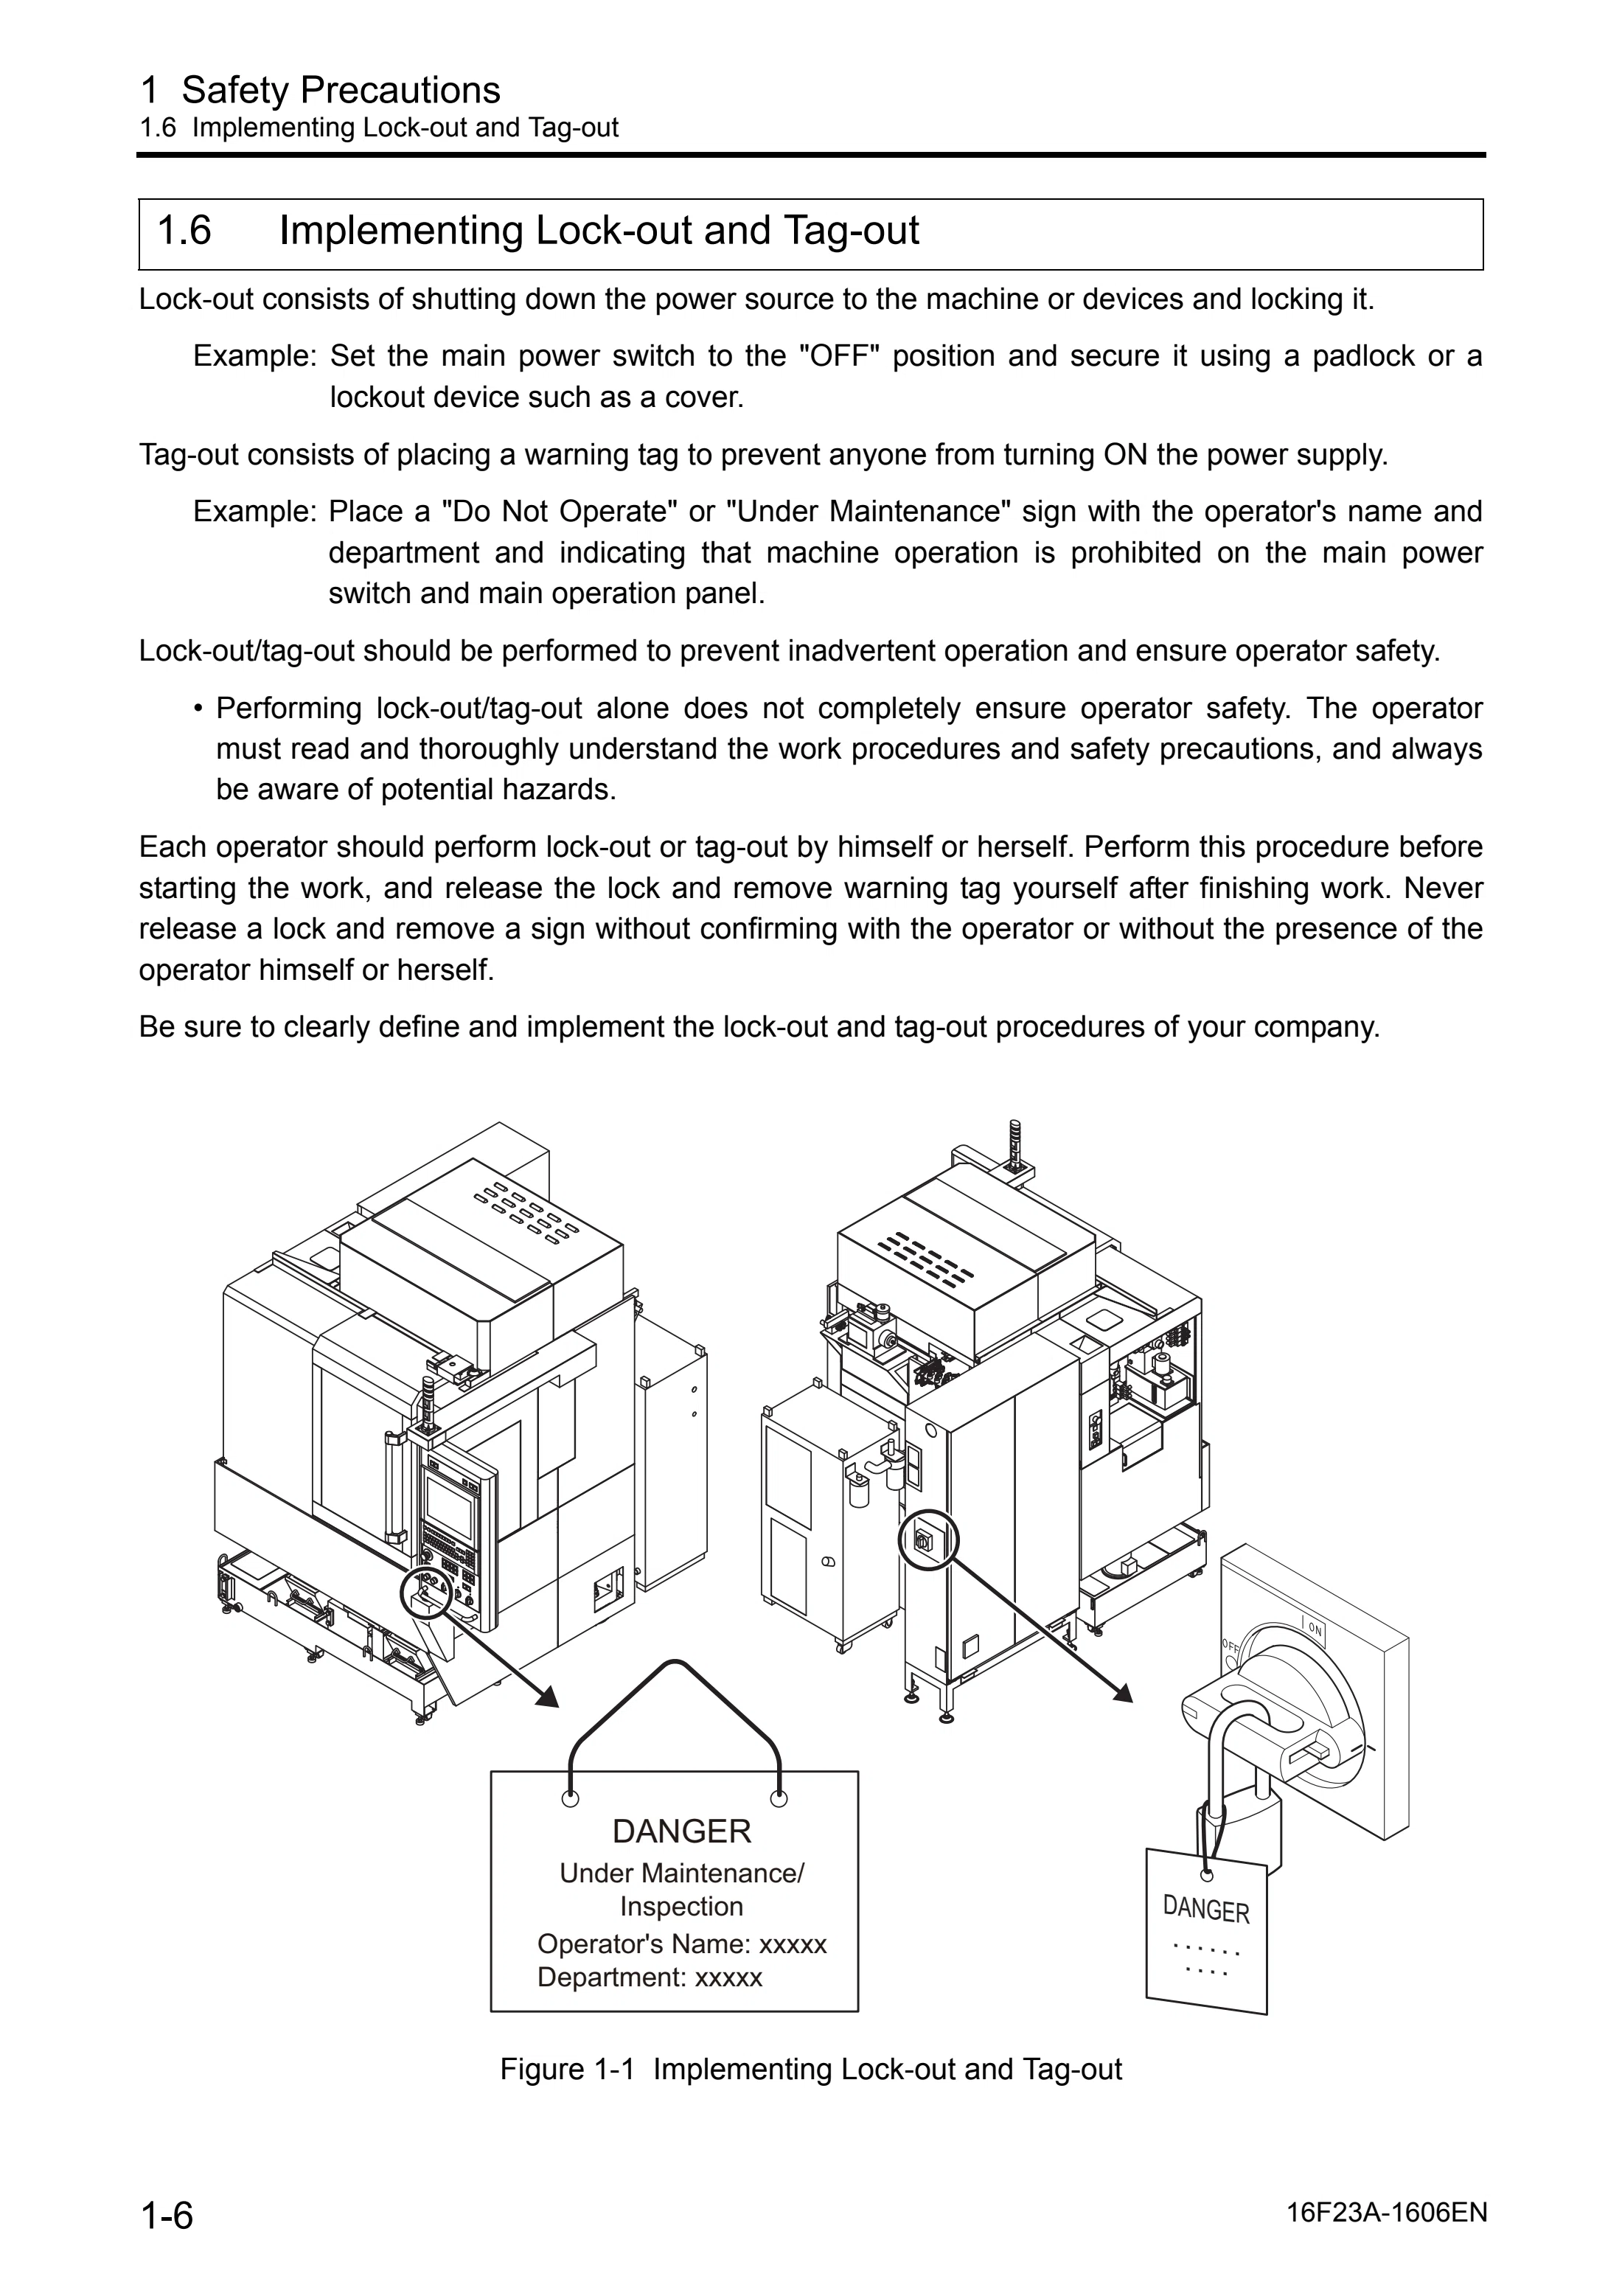 1 Safety Precautions
1.6 Implementing Lock-out and Tag-out
1.6 Implementing Lock-out and Tag-out
Lock-out consists of shutting down the power source to the machine or devices and locking it.
Example: Set the main power switch to the "OFF" position and secure it using a padlock or a
lockout device such as a cover.
Tag-out consists of placing a warning tag to prevent anyone from turning ON the power supply.
Example: Place a "Do Not Operate" or "Under Maintenance" sign with the operator's name and
department and indicating that machine operation is prohibited on the main power
switch and main operation panel.
Lock-out/tag-out should be performed to prevent inadvertent operation and ensure operator safety.
• Performing lock-out/tag-out alone does not completely ensure operator safety. The operator
must read and thoroughly understand the work procedures and safety precautions, and always
be aware of potential hazards.
Each operator should perform lock-out or tag-out by himself or herself. Perform this procedure before
starting the work, and release the lock and remove warning tag yourself after finishing work. Never
release a lock and remove a sign without confirming with the operator or without the presence of the
operator himself or herself.
Be sure to clearly define and implement the lock-out and tag-out procedures of your company.
ON
OFF
DANGER
Under Maintenance/
Inspection
Operator's Name: xxxxx
Department: xxxxx
DANGER
......
....
Figure 1-1 Implementing Lock-out and Tag-out
1-6
16F23A-1606EN